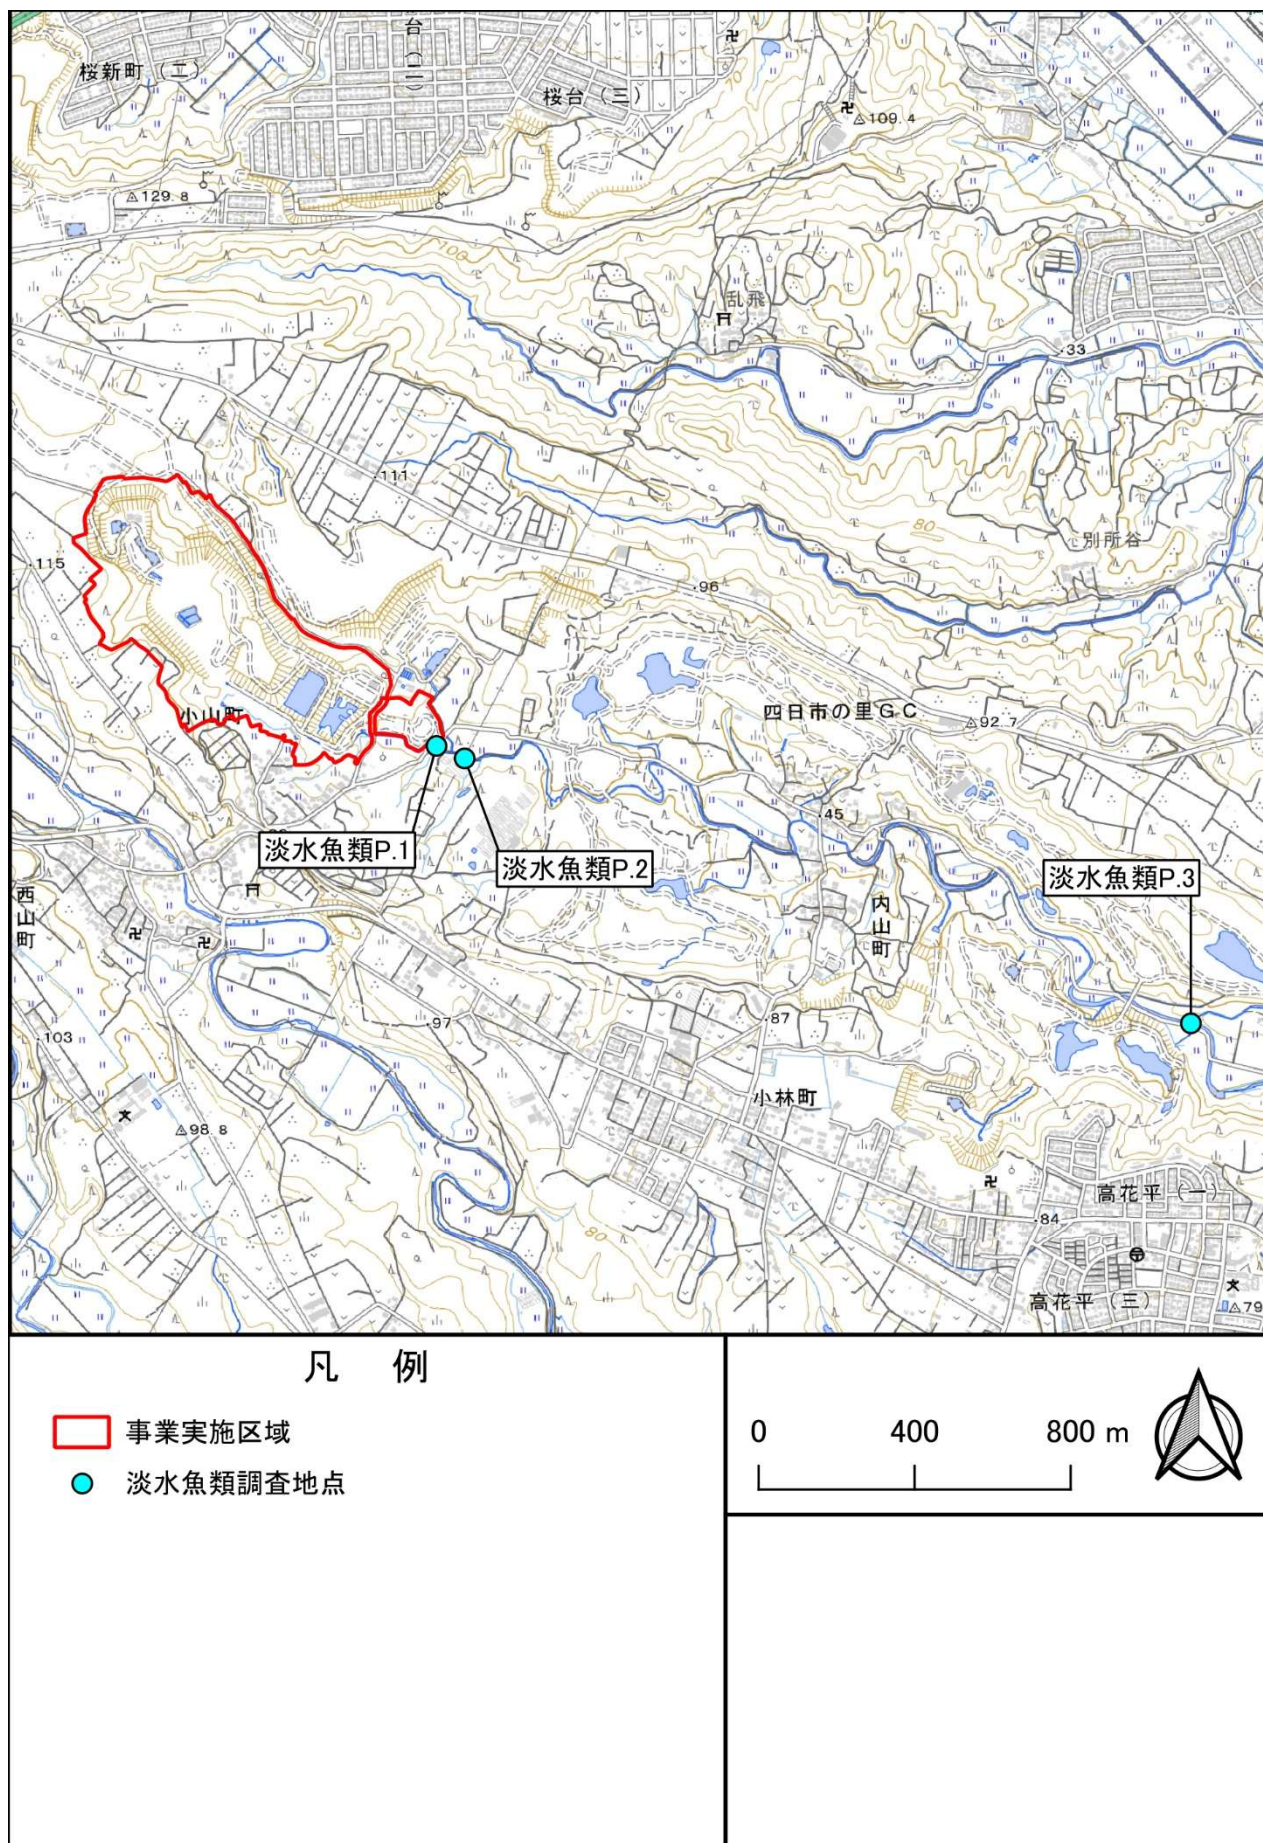 桜新町（二）
台（二）
桜台（三）
109.4
129.8
100
乱飛
33
111
別所谷
80
115
96
小山町
四日市の里GC
92.7
45
淡水魚類P.1
淡水魚類P.2
淡水魚類P.3
西山町
内山町
97
87
103
小林町
98.8
高花平（一）
84
80
高花平（三）
79
凡 例
事業実施区域
淡水魚類調査地点
0 400 800 m